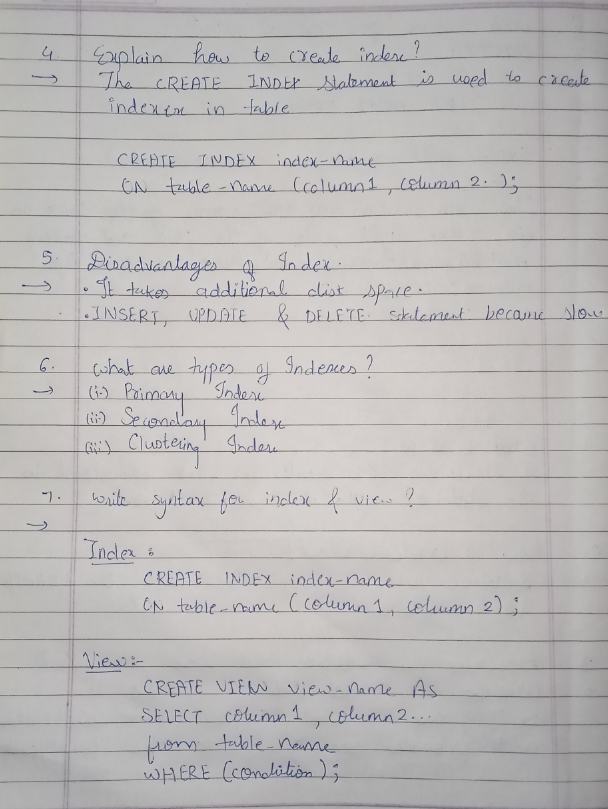 4. Explain how to create index?
→ The CREATE INDEX statement is used to create
indexes in table
CREATE INDEX index-name
ON table-name (column1, column 2. );
5. Disadvantages of Index.
→ • It takes additional disk space.
• INSERT, UPDATE & DELETE statement became slow
6. What are types of Indexes?
→ (i) Primary Index
(ii) Secondary Index
(iii) Clustering Index
7. Write syntax for index & view?
→
Index :
CREATE INDEX index-name
ON table-name (column 1, column 2);
View :-
CREATE VIEW view-name As
SELECT column1, column2...
from table-name
WHERE (condition);